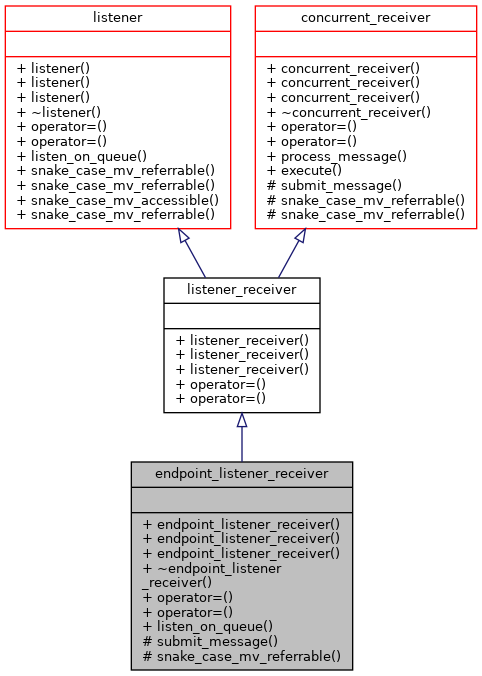 listener
+ listener()
+ listener()
+ listener()
+ ~listener()
+ operator=()
+ operator=()
+ listen_on_queue()
+ snake_case_mv_referrable()
+ snake_case_mv_referrable()
+ snake_case_mv_accessible()
+ snake_case_mv_referrable()
concurrent_receiver
+ concurrent_receiver()
+ concurrent_receiver()
+ concurrent_receiver()
+ ~concurrent_receiver()
+ operator=()
+ operator=()
+ process_message()
+ execute()
# submit_message()
# snake_case_mv_referrable()
# snake_case_mv_referrable()
listener_receiver
+ listener_receiver()
+ listener_receiver()
+ listener_receiver()
+ operator=()
+ operator=()
endpoint_listener_receiver
+ endpoint_listener_receiver()
+ endpoint_listener_receiver()
+ endpoint_listener_receiver()
+ ~endpoint_listener
_receiver()
+ operator=()
+ operator=()
+ listen_on_queue()
# submit_message()
# snake_case_mv_referrable()